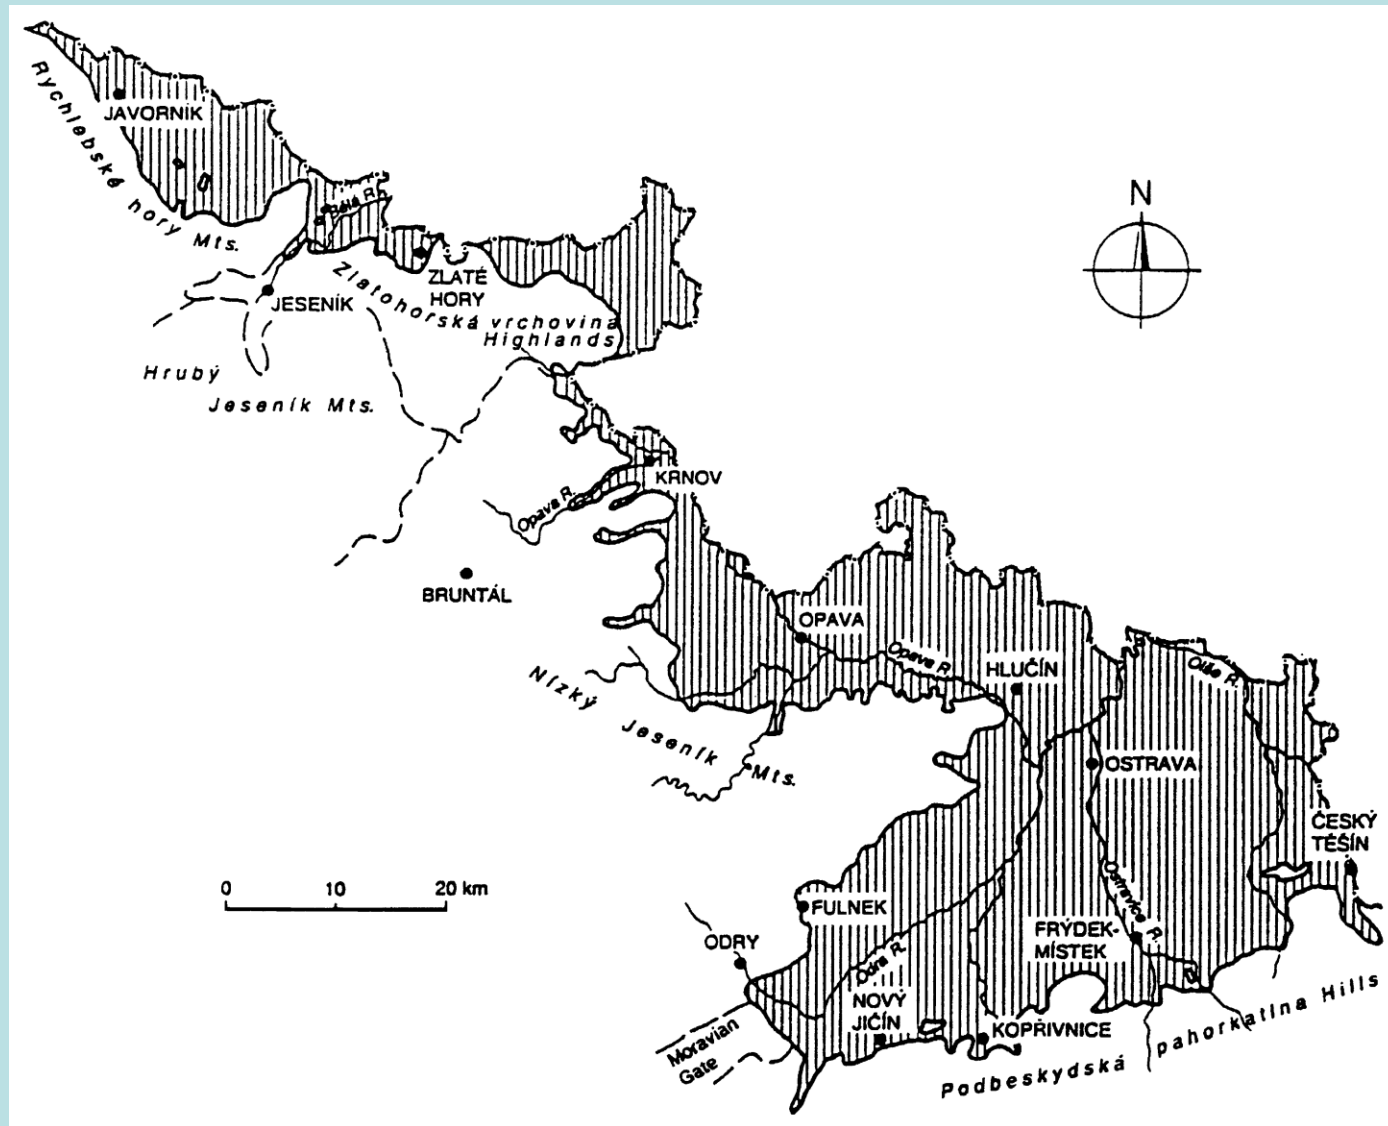 Rychlebské hory Mts.
JAVORNÍK
N
Bělá R.
ZLATÉ
HORY
JESENÍK
Zlatohorská vrchovina
Highlands
Hrubý
Jeseník Mts.
KRNOV
Opava R.
BRUNTÁL
OPAVA
Opava R.
HLUČÍN
Olše R.
Nízký Jeseník Mts.
OSTRAVA
ČESKÝ
TĚŠÍN
0 10 20 km
FULNEK
Ostravice R.
FRÝDEK-
MÍSTEK
ODRY
Odra R.
NOVÝ
JIČÍN
KOPŘIVNICE
Moravian
Gate
Podbeskydská pahorkatina Hills